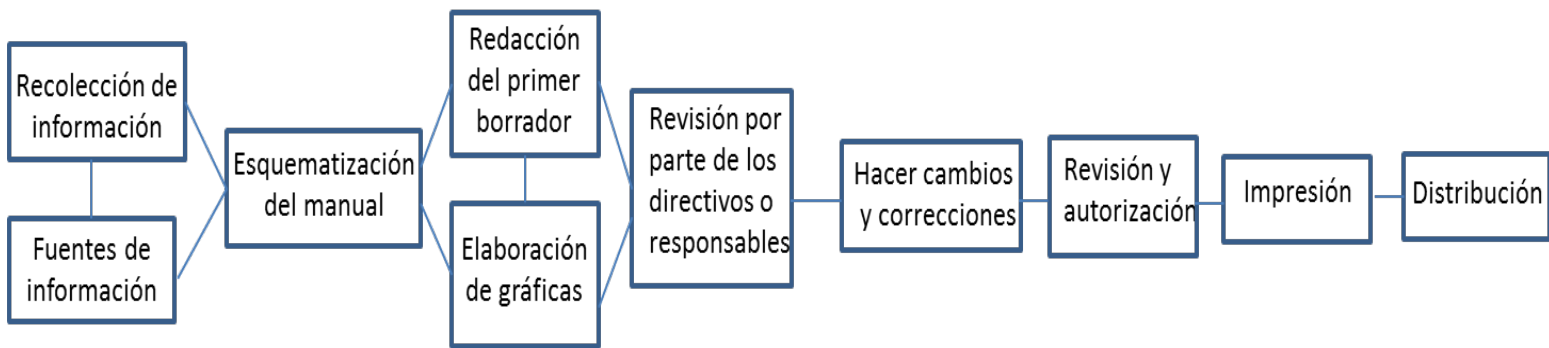 Recolección de
información
Fuentes de
información
Esquematización
del manual
Redacción
del primer
borrador
Elaboración
de gráficas
Revisión por
parte de los
directivos o
responsables
Hacer cambios
y correcciones
Revisión y
autorización
Impresión
Distribución